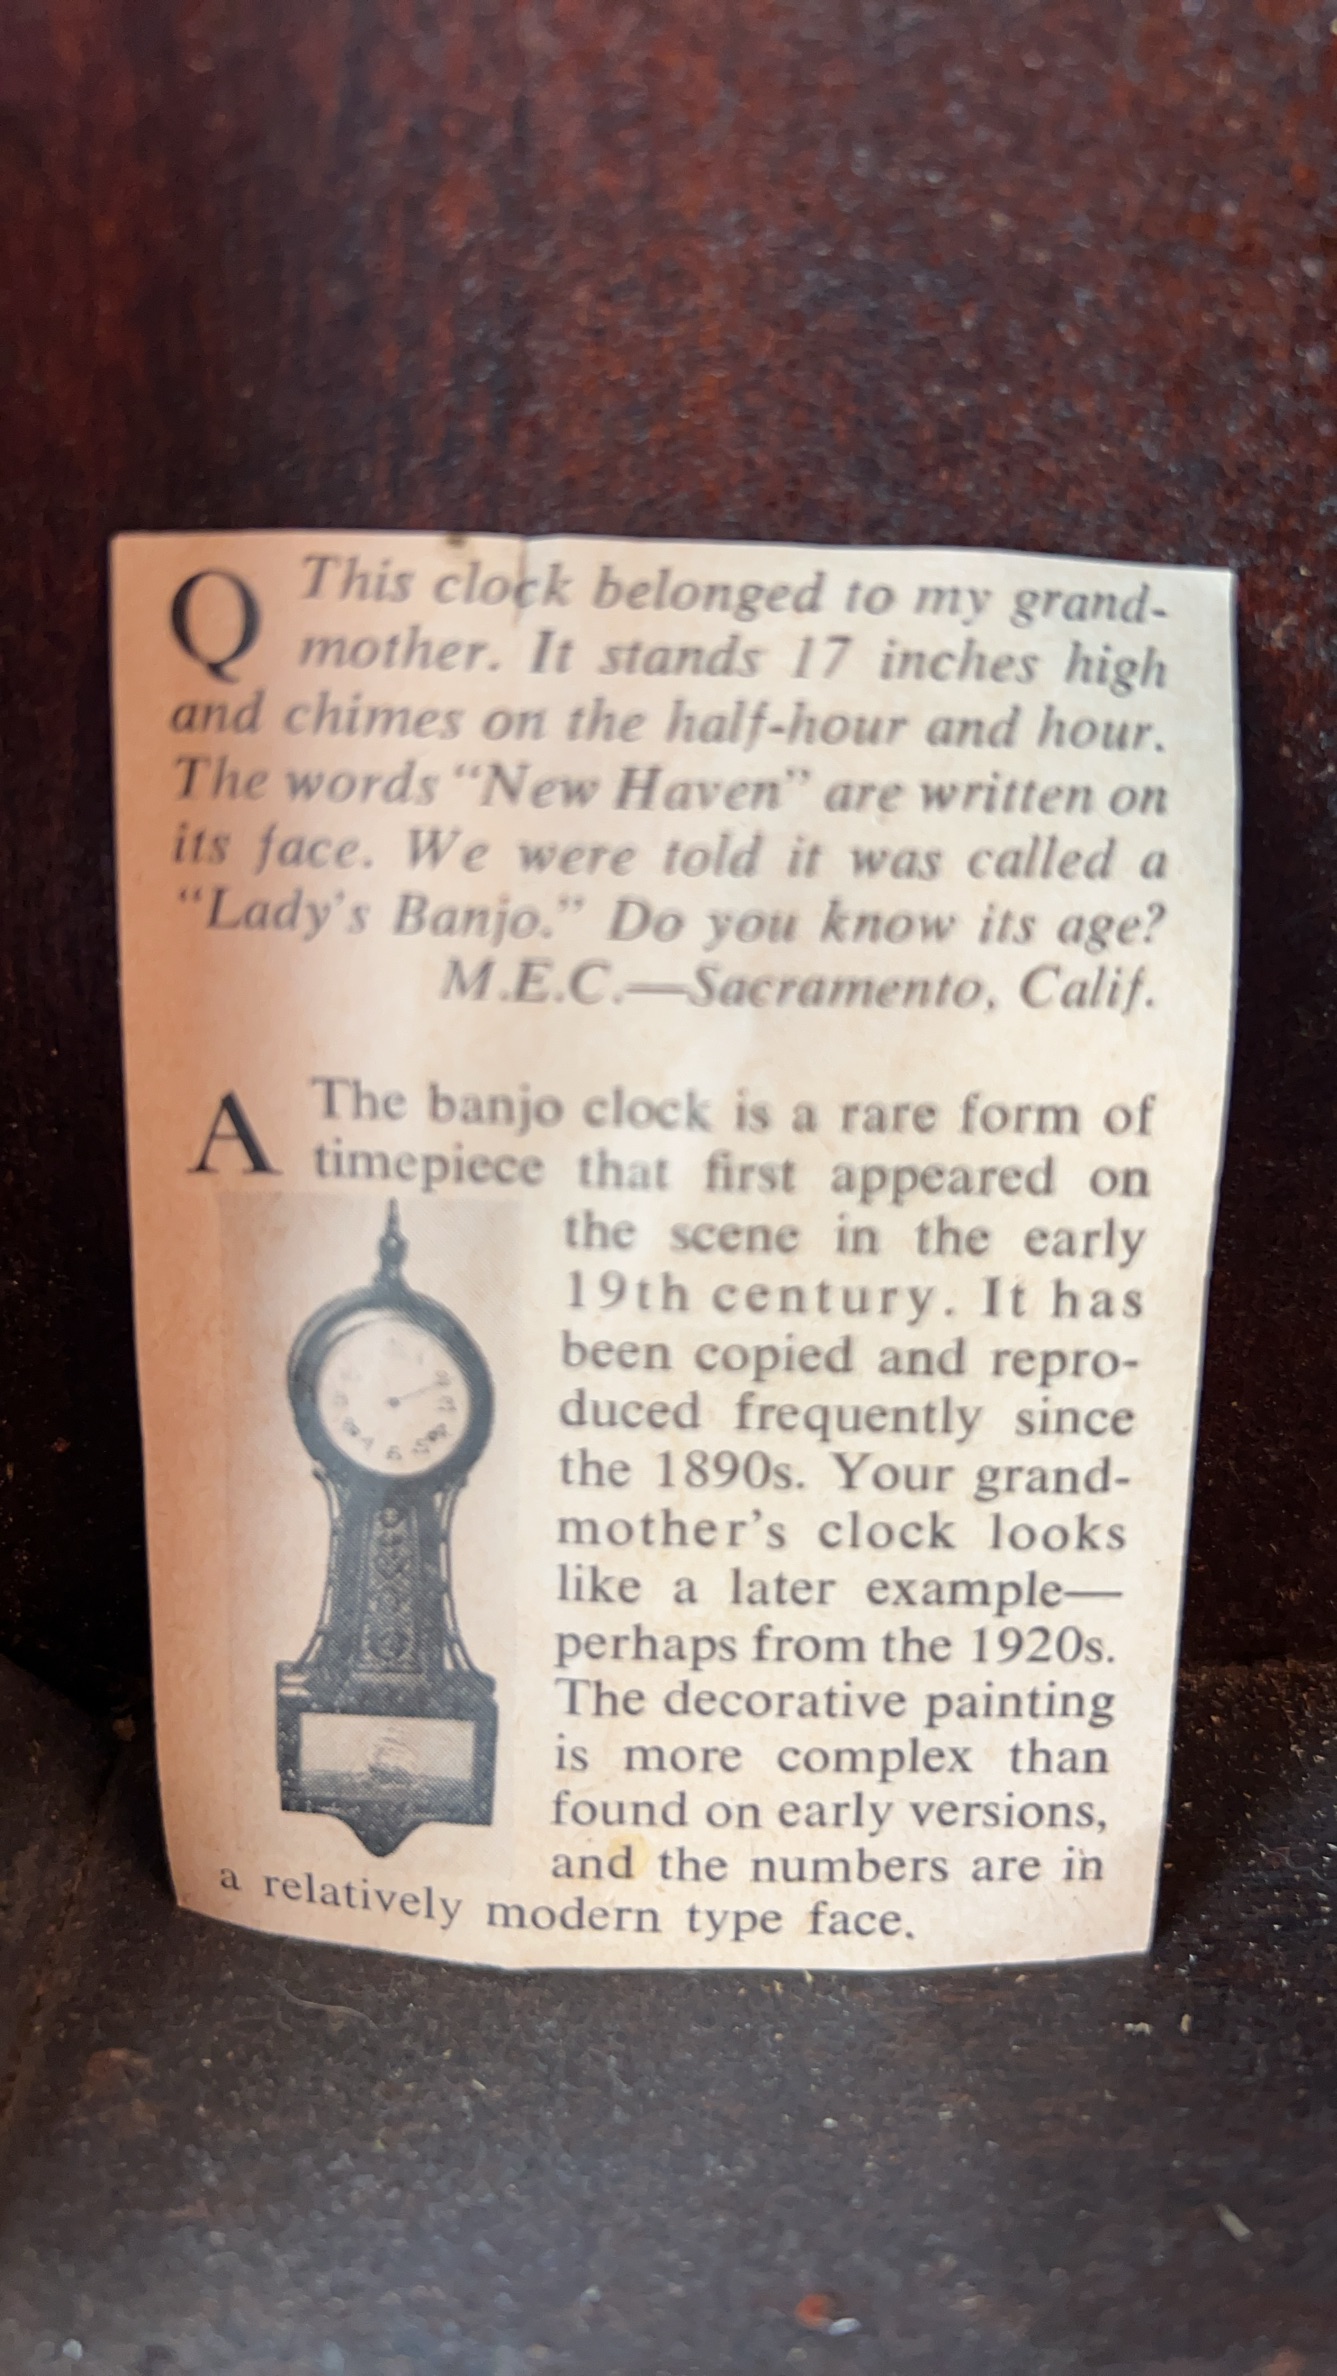 Q This clock belonged to my grand-
mother. It stands 17 inches high
and chimes on the half-hour and hour.
The words “New Haven” are written on
its face. We were told it was called a
“Lady’s Banjo.” Do you know its age?
M.E.C.—Sacramento, Calif.
A The banjo clock is a rare form of
timepiece that first appeared on
the scene in the early
19th century. It has
been copied and repro-
duced frequently since
the 1890s. Your grand-
mother’s clock looks
like a later example—
perhaps from the 1920s.
The decorative painting
is more complex than
found on early versions,
and the numbers are in
a relatively modern type face.